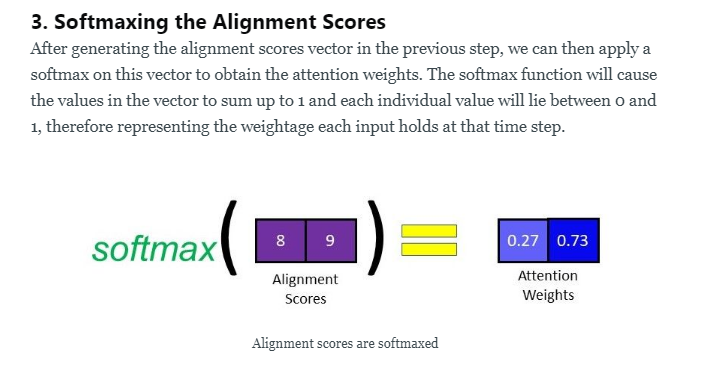 3. Softmaxing the Alignment Scores
After generating the alignment scores vector in the previous step, we can then apply a
softmax on this vector to obtain the attention weights. The softmax function will cause
the values in the vector to sum up to 1 and each individual value will lie between 0 and
1, therefore representing the weightage each input holds at that time step.
softmax( 8 9 ) = 0.27 0.73
Alignment
Scores
Attention
Weights
Alignment scores are softmaxed